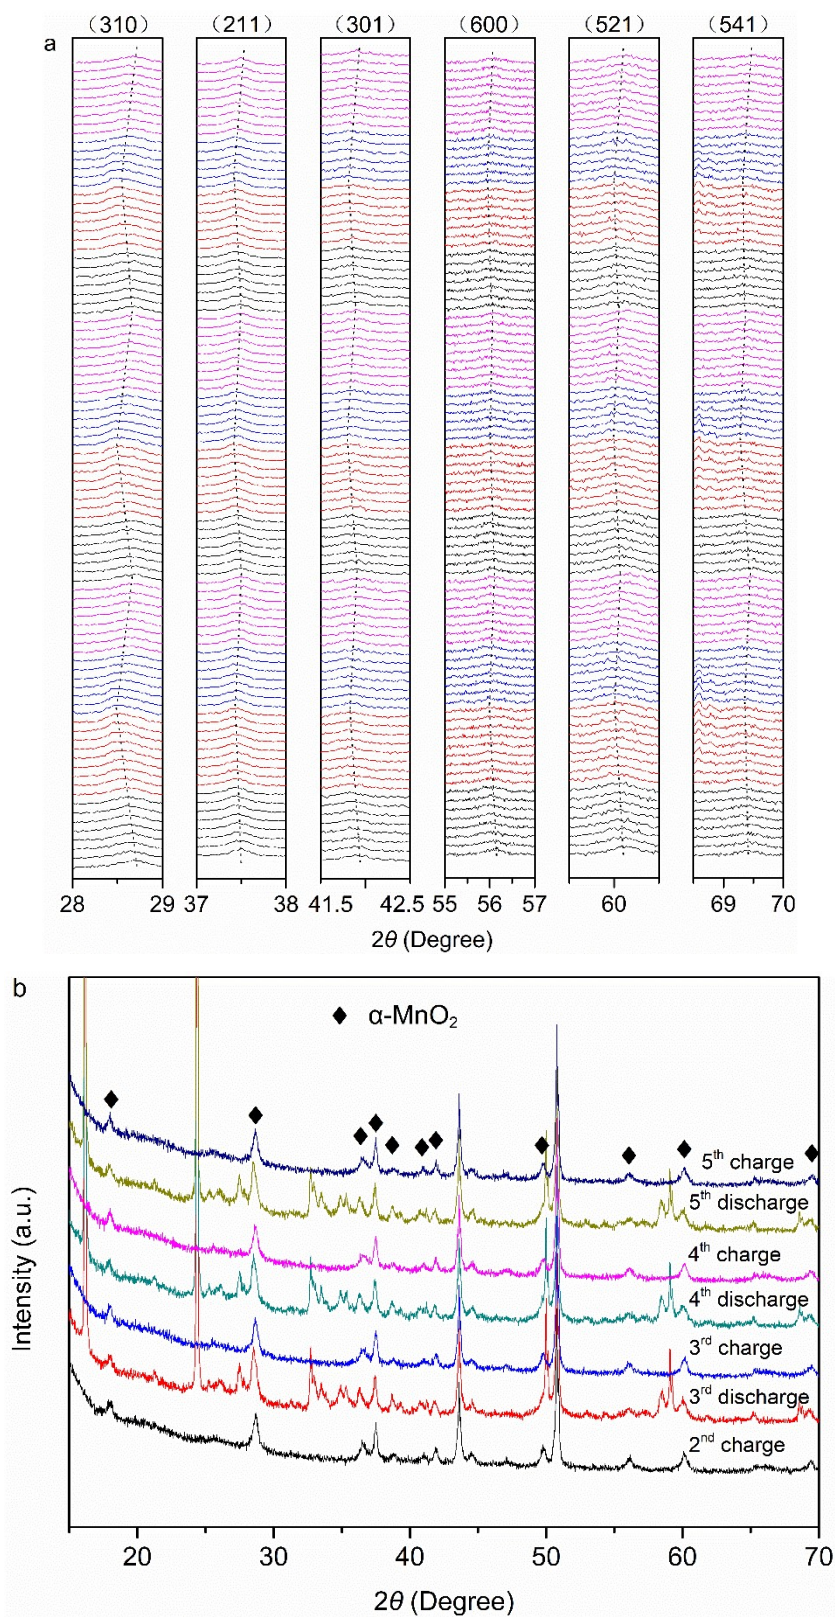 （310） （211） （301） （600） （521） （541）
a
28 29 37 38 41.5 42.5 55 56 57 60 69 70
2θ (Degree)
b
◆ α-MnO₂
5th charge
5th discharge
4th charge
4th discharge
3rd charge
3rd discharge
2nd charge
Intensity (a.u.)
20 30 40 50 60 70
2θ (Degree)